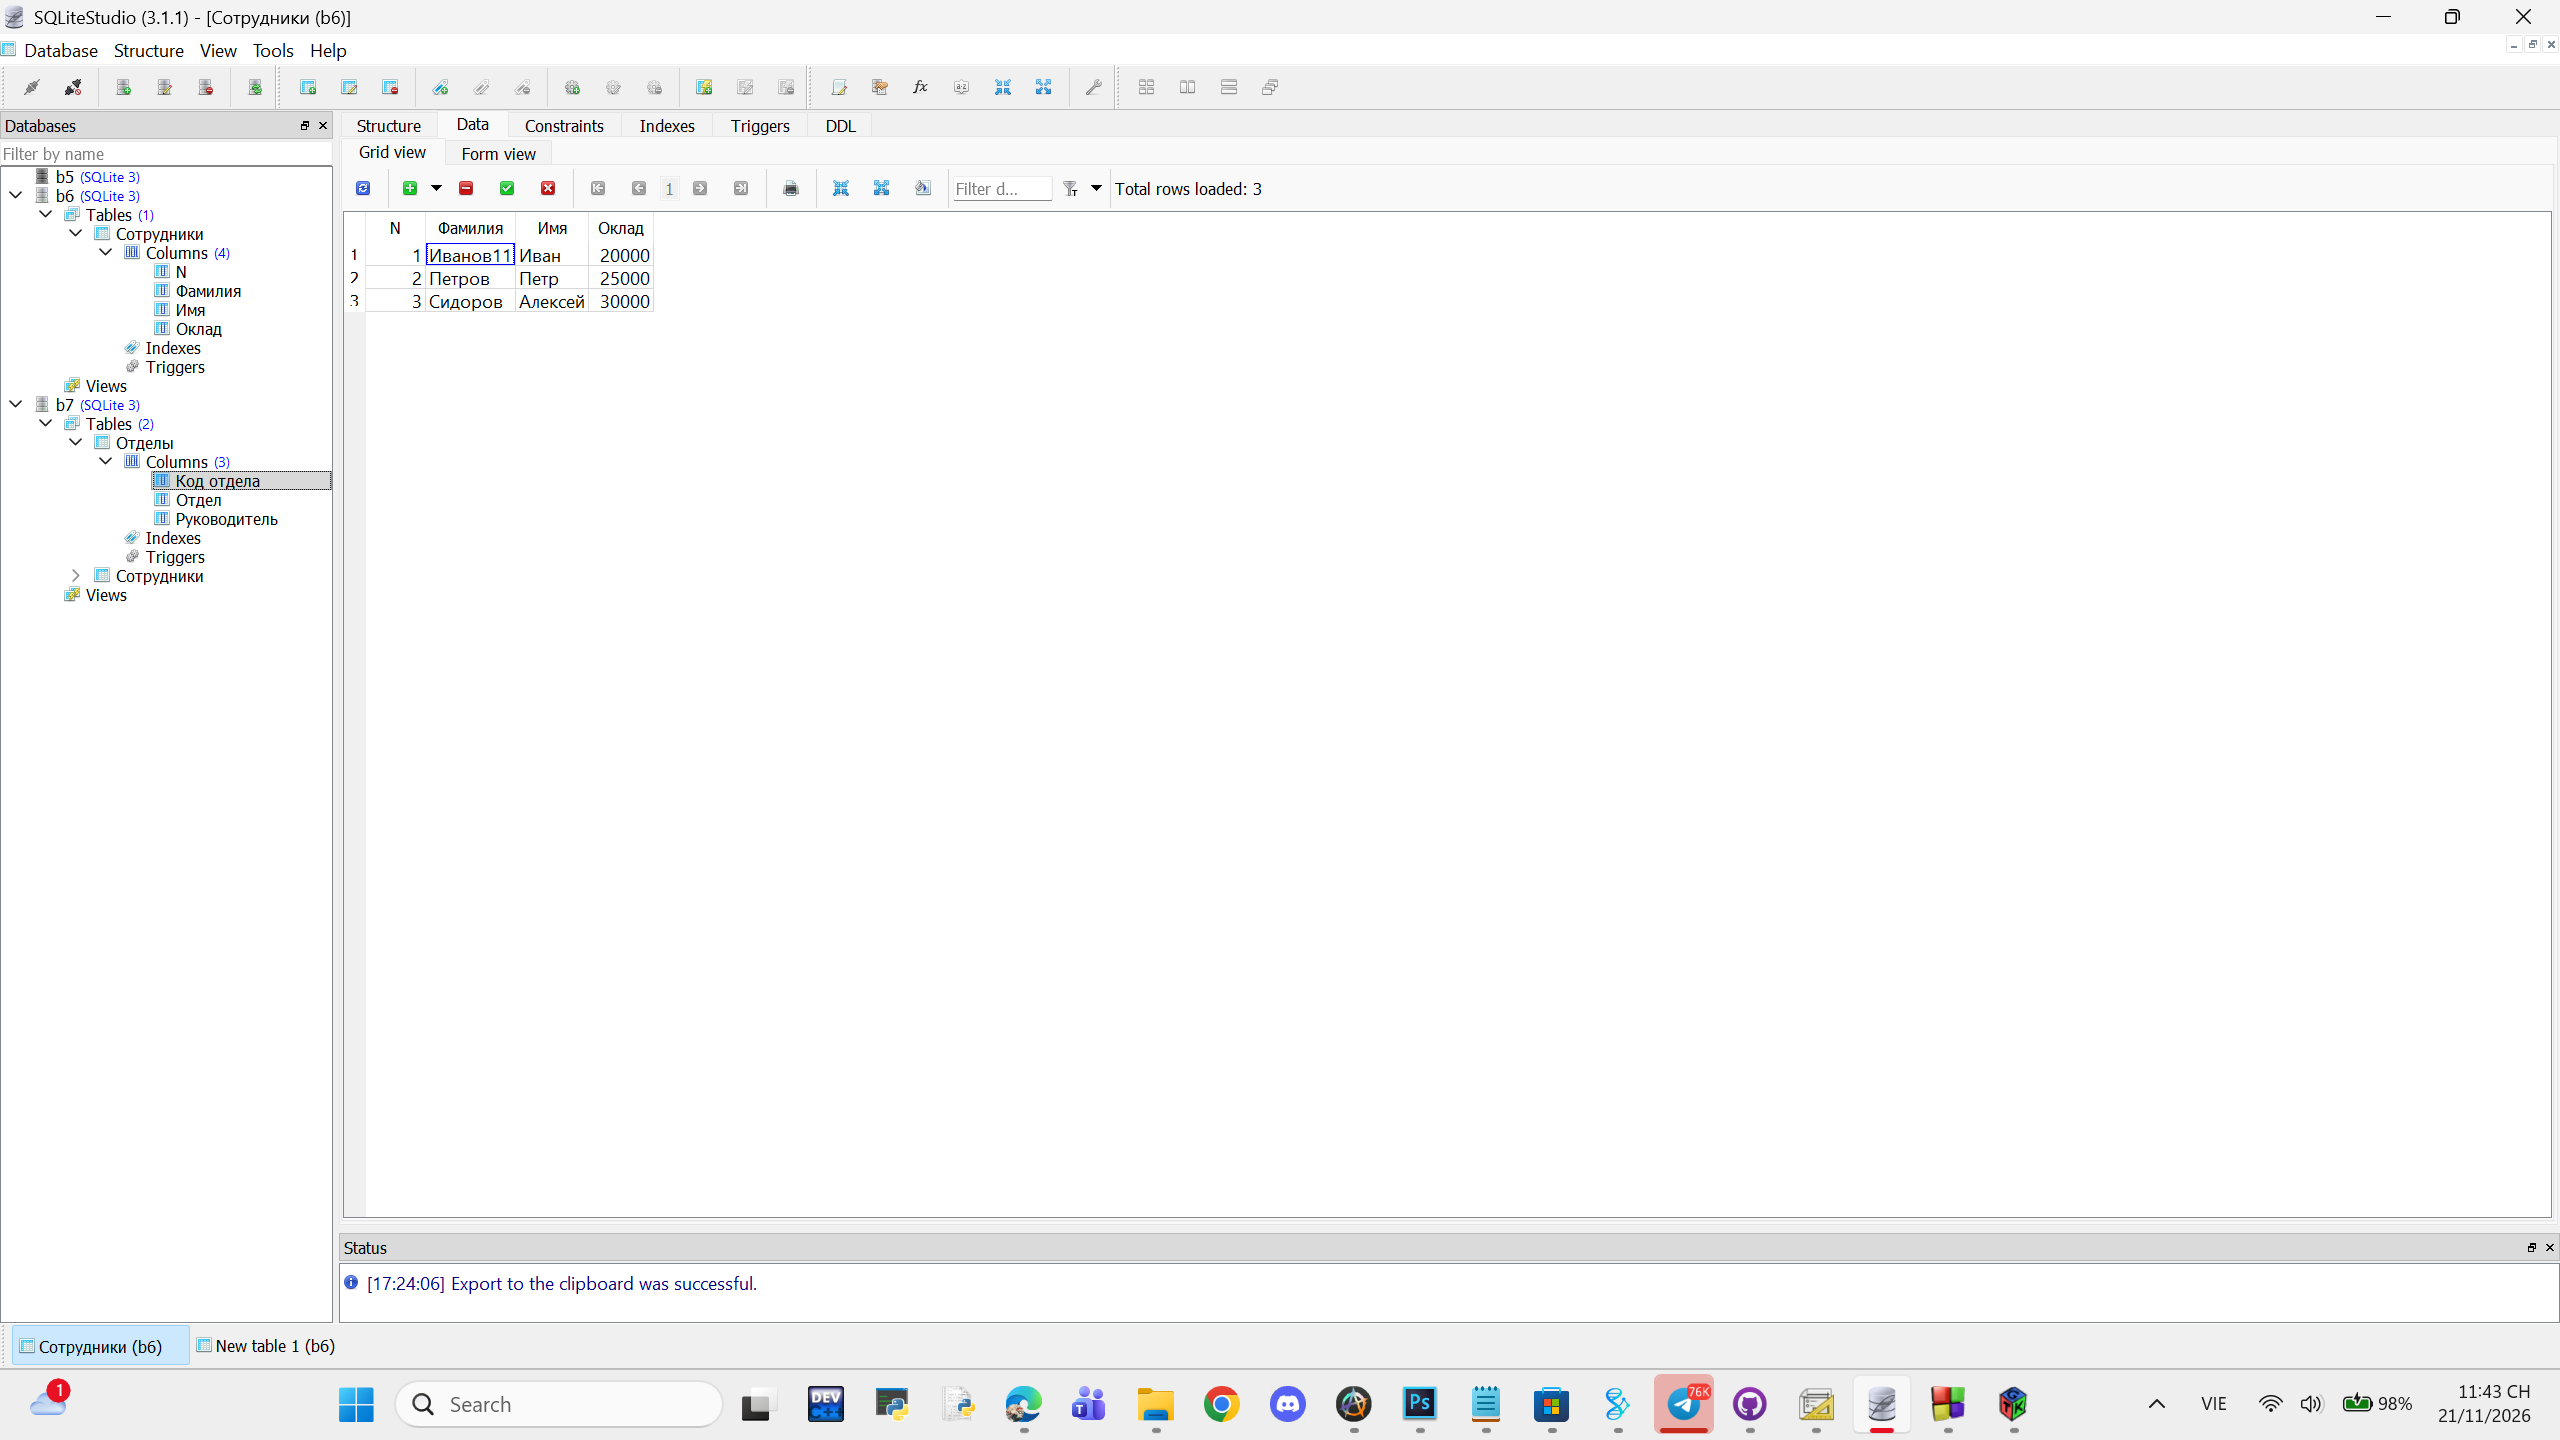 SQLiteStudio (3.1.1) - [Сотрудники (b6)]
Database Structure View Tools Help
Databases
Filter by name
b5 (SQLite 3)
b6 (SQLite 3)
Tables (1)
Сотрудники
Columns (4)
N
Фамилия
Имя
Оклад
Indexes
Triggers
Views
b7 (SQLite 3)
Tables (2)
Отделы
Columns (3)
Код отдела
Отдел
Руководитель
Indexes
Triggers
Сотрудники
Views
Structure Data Constraints Indexes Triggers DDL
Grid view Form view
1 Filter d... Total rows loaded: 3
N Фамилия Имя Оклад
1 1 Иванов11 Иван 20000
2 2 Петров Петр 25000
3 3 Сидоров Алексей 30000
Status
[17:24:06] Export to the clipboard was successful.
Сотрудники (b6) New table 1 (b6)
1 Search DEV C++ Ps 76K VIE 98% 11:43 CH
21/11/2026